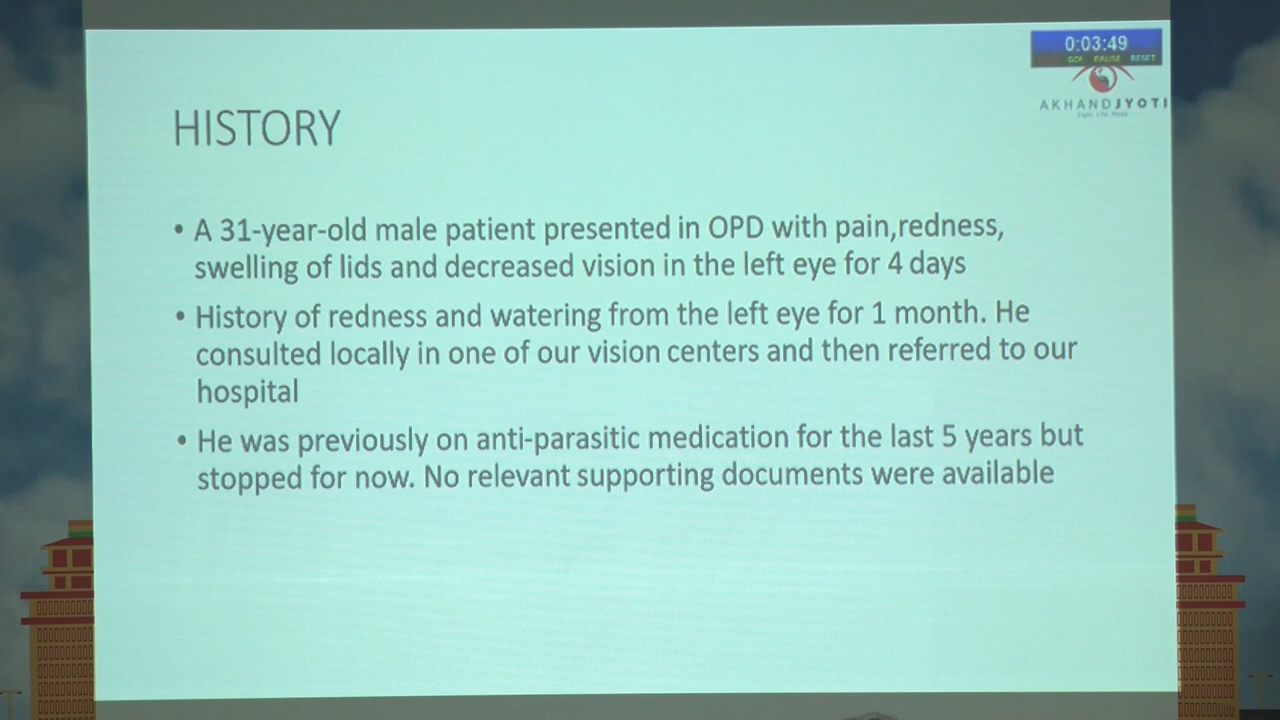 0:03:49
GO! PAUSE RESET
AKHANDJYOTI
HISTORY
• A 31-year-old male patient presented in OPD with pain,redness,
swelling of lids and decreased vision in the left eye for 4 days
• History of redness and watering from the left eye for 1 month. He
consulted locally in one of our vision centers and then referred to our
hospital
• He was previously on anti-parasitic medication for the last 5 years but
stopped for now. No relevant supporting documents were available